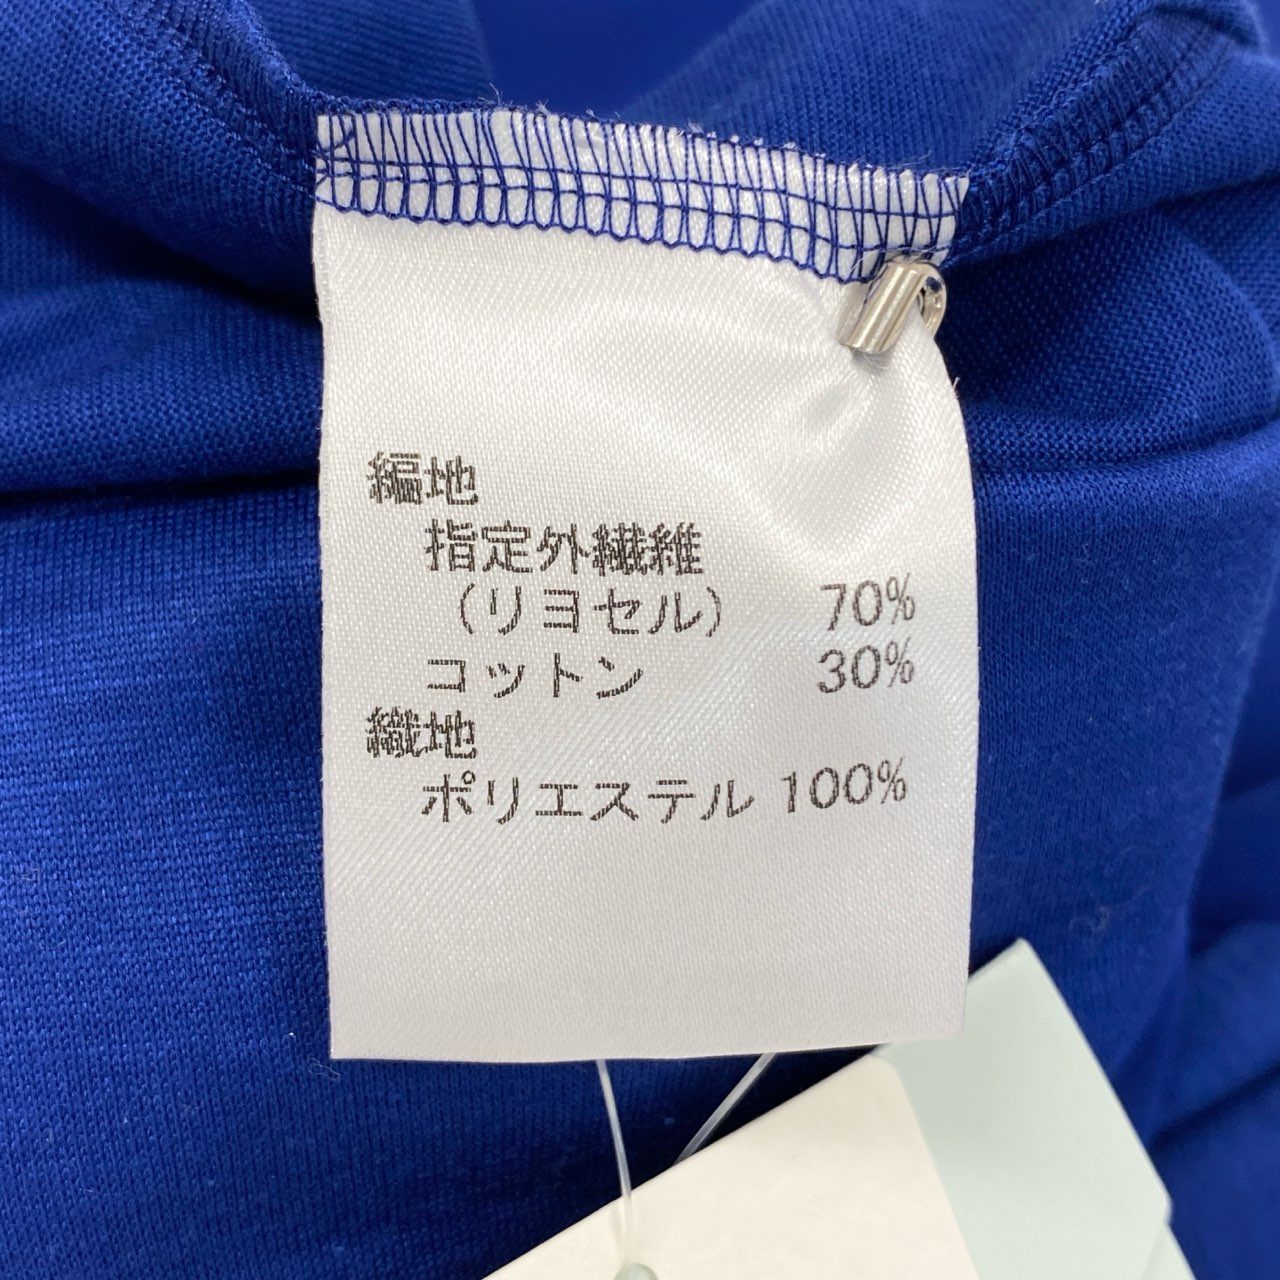 編地
指定外繊維
(リヨセル) 70%
コットン 30%
織地
ポリエステル 100%